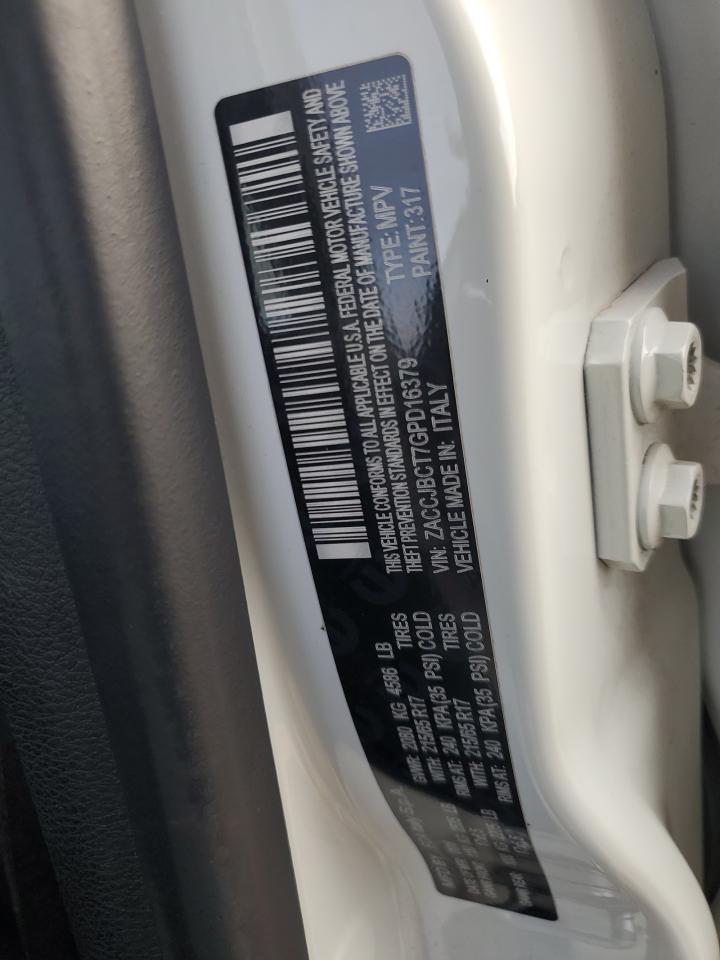 GVWR: 2080 KG 4586 LB
WITH: 215/65 R17 TIRES
RIMS AT: 240 KPA(35 PSI) COLD
WITH: 215/65 R17 TIRES
RIMS AT: 240 KPA(35 PSI) COLD
THIS VEHICLE CONFORMS TO ALL APPLICABLE U.S.A. FEDERAL MOTOR VEHICLE SAFETY AND
THEFT PREVENTION STANDARDS IN EFFECT ON THE DATE OF MANUFACTURE SHOWN ABOVE
VIN: ZACCJBCT7GPD16379 TYPE: MPV
VEHICLE MADE IN: ITALY PAINT: 317